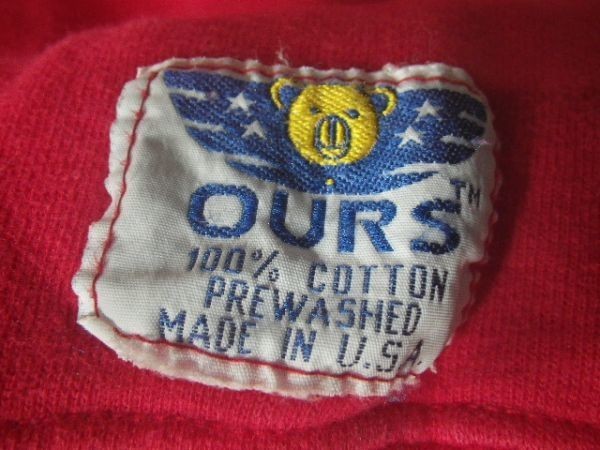 OURS™
100% COTTON
PREWASHED
MADE IN U.S.A.